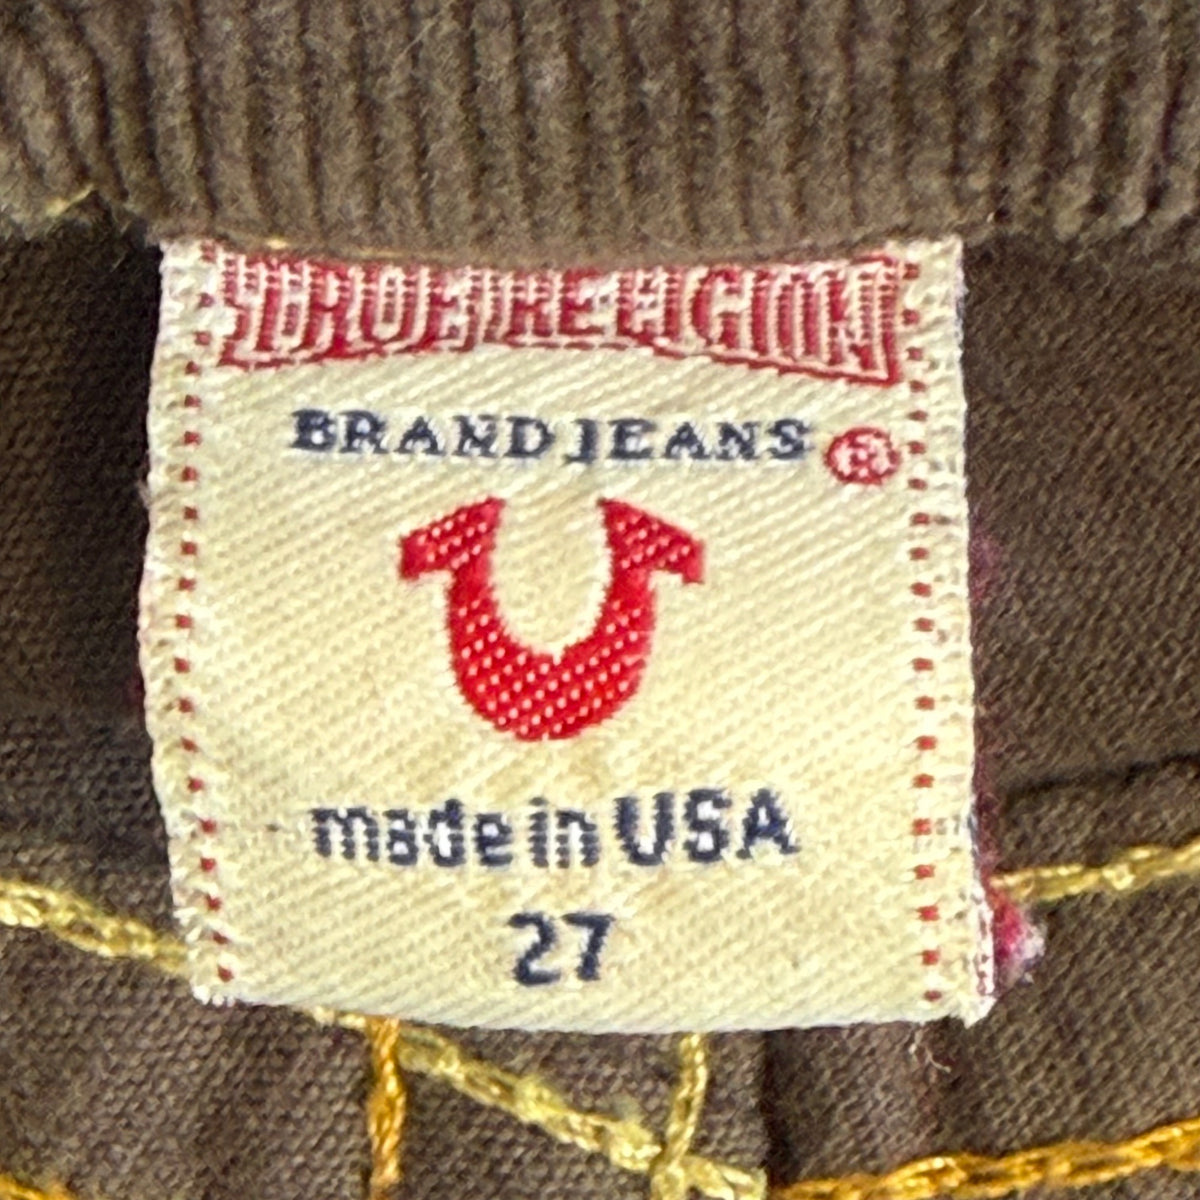 TRUE RELIGION
BRAND JEANS ®
made in USA
27